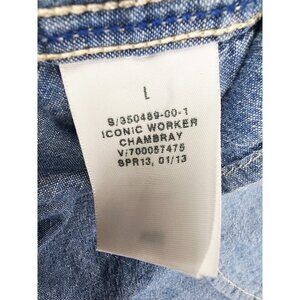 L
S/350489-00-1
ICONIC WORKER
CHAMBRAY
V/700057475
SPR13, 01/13